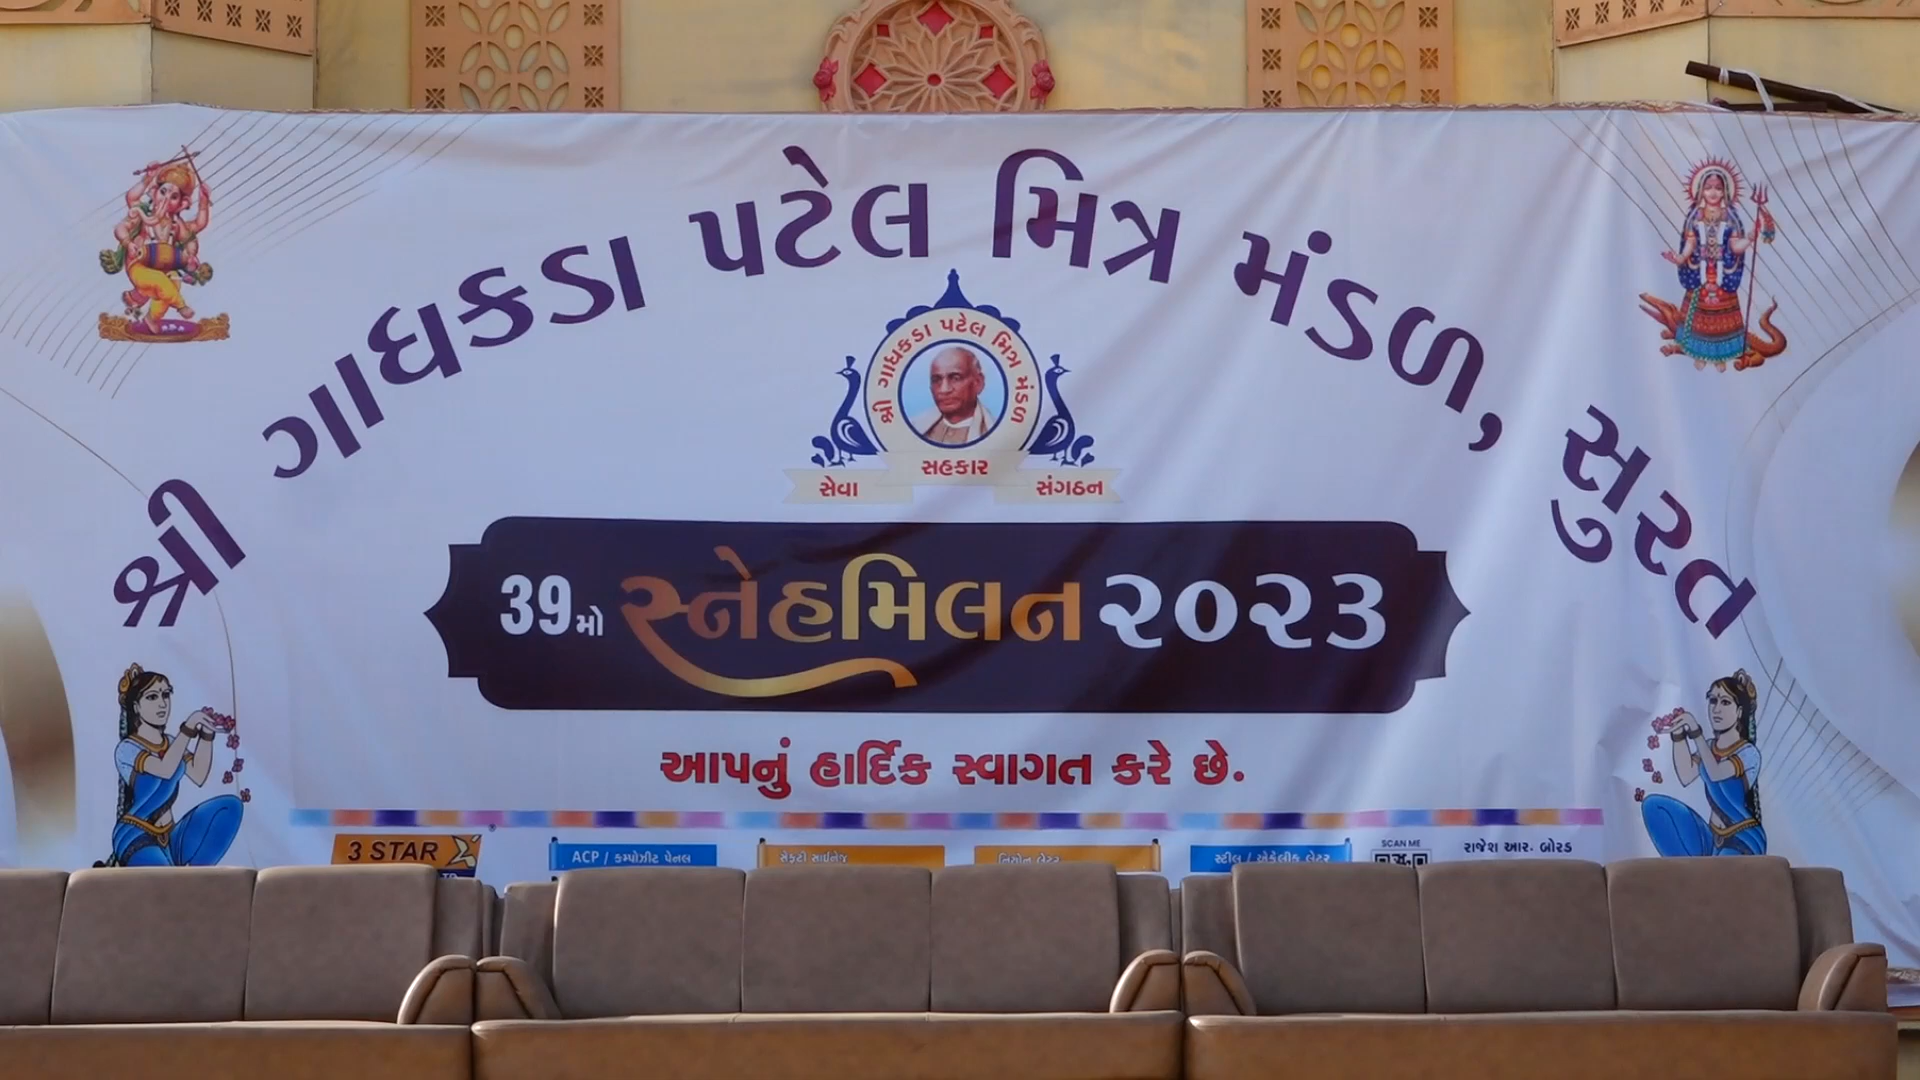 શ્રી ગાધકડા પટેલ મિત્ર મંડળ, સુરત
શ્રી ગાધકડા પટેલ મિત્ર મંડળ
સેવા સહકાર સંગઠન
39મો સ્નેહમિલન ૨૦૨૩
આપનું હાર્દિક સ્વાગત કરે છે.
3 STAR
ACP / કમ્પોઝીટ પેનલ
સેફ્ટી સાઈનેજ
નિયોન લેટર
સ્ટીલ / એક્રેલીક લેટર
SCAN ME
રાજેશ આર. બોરડ